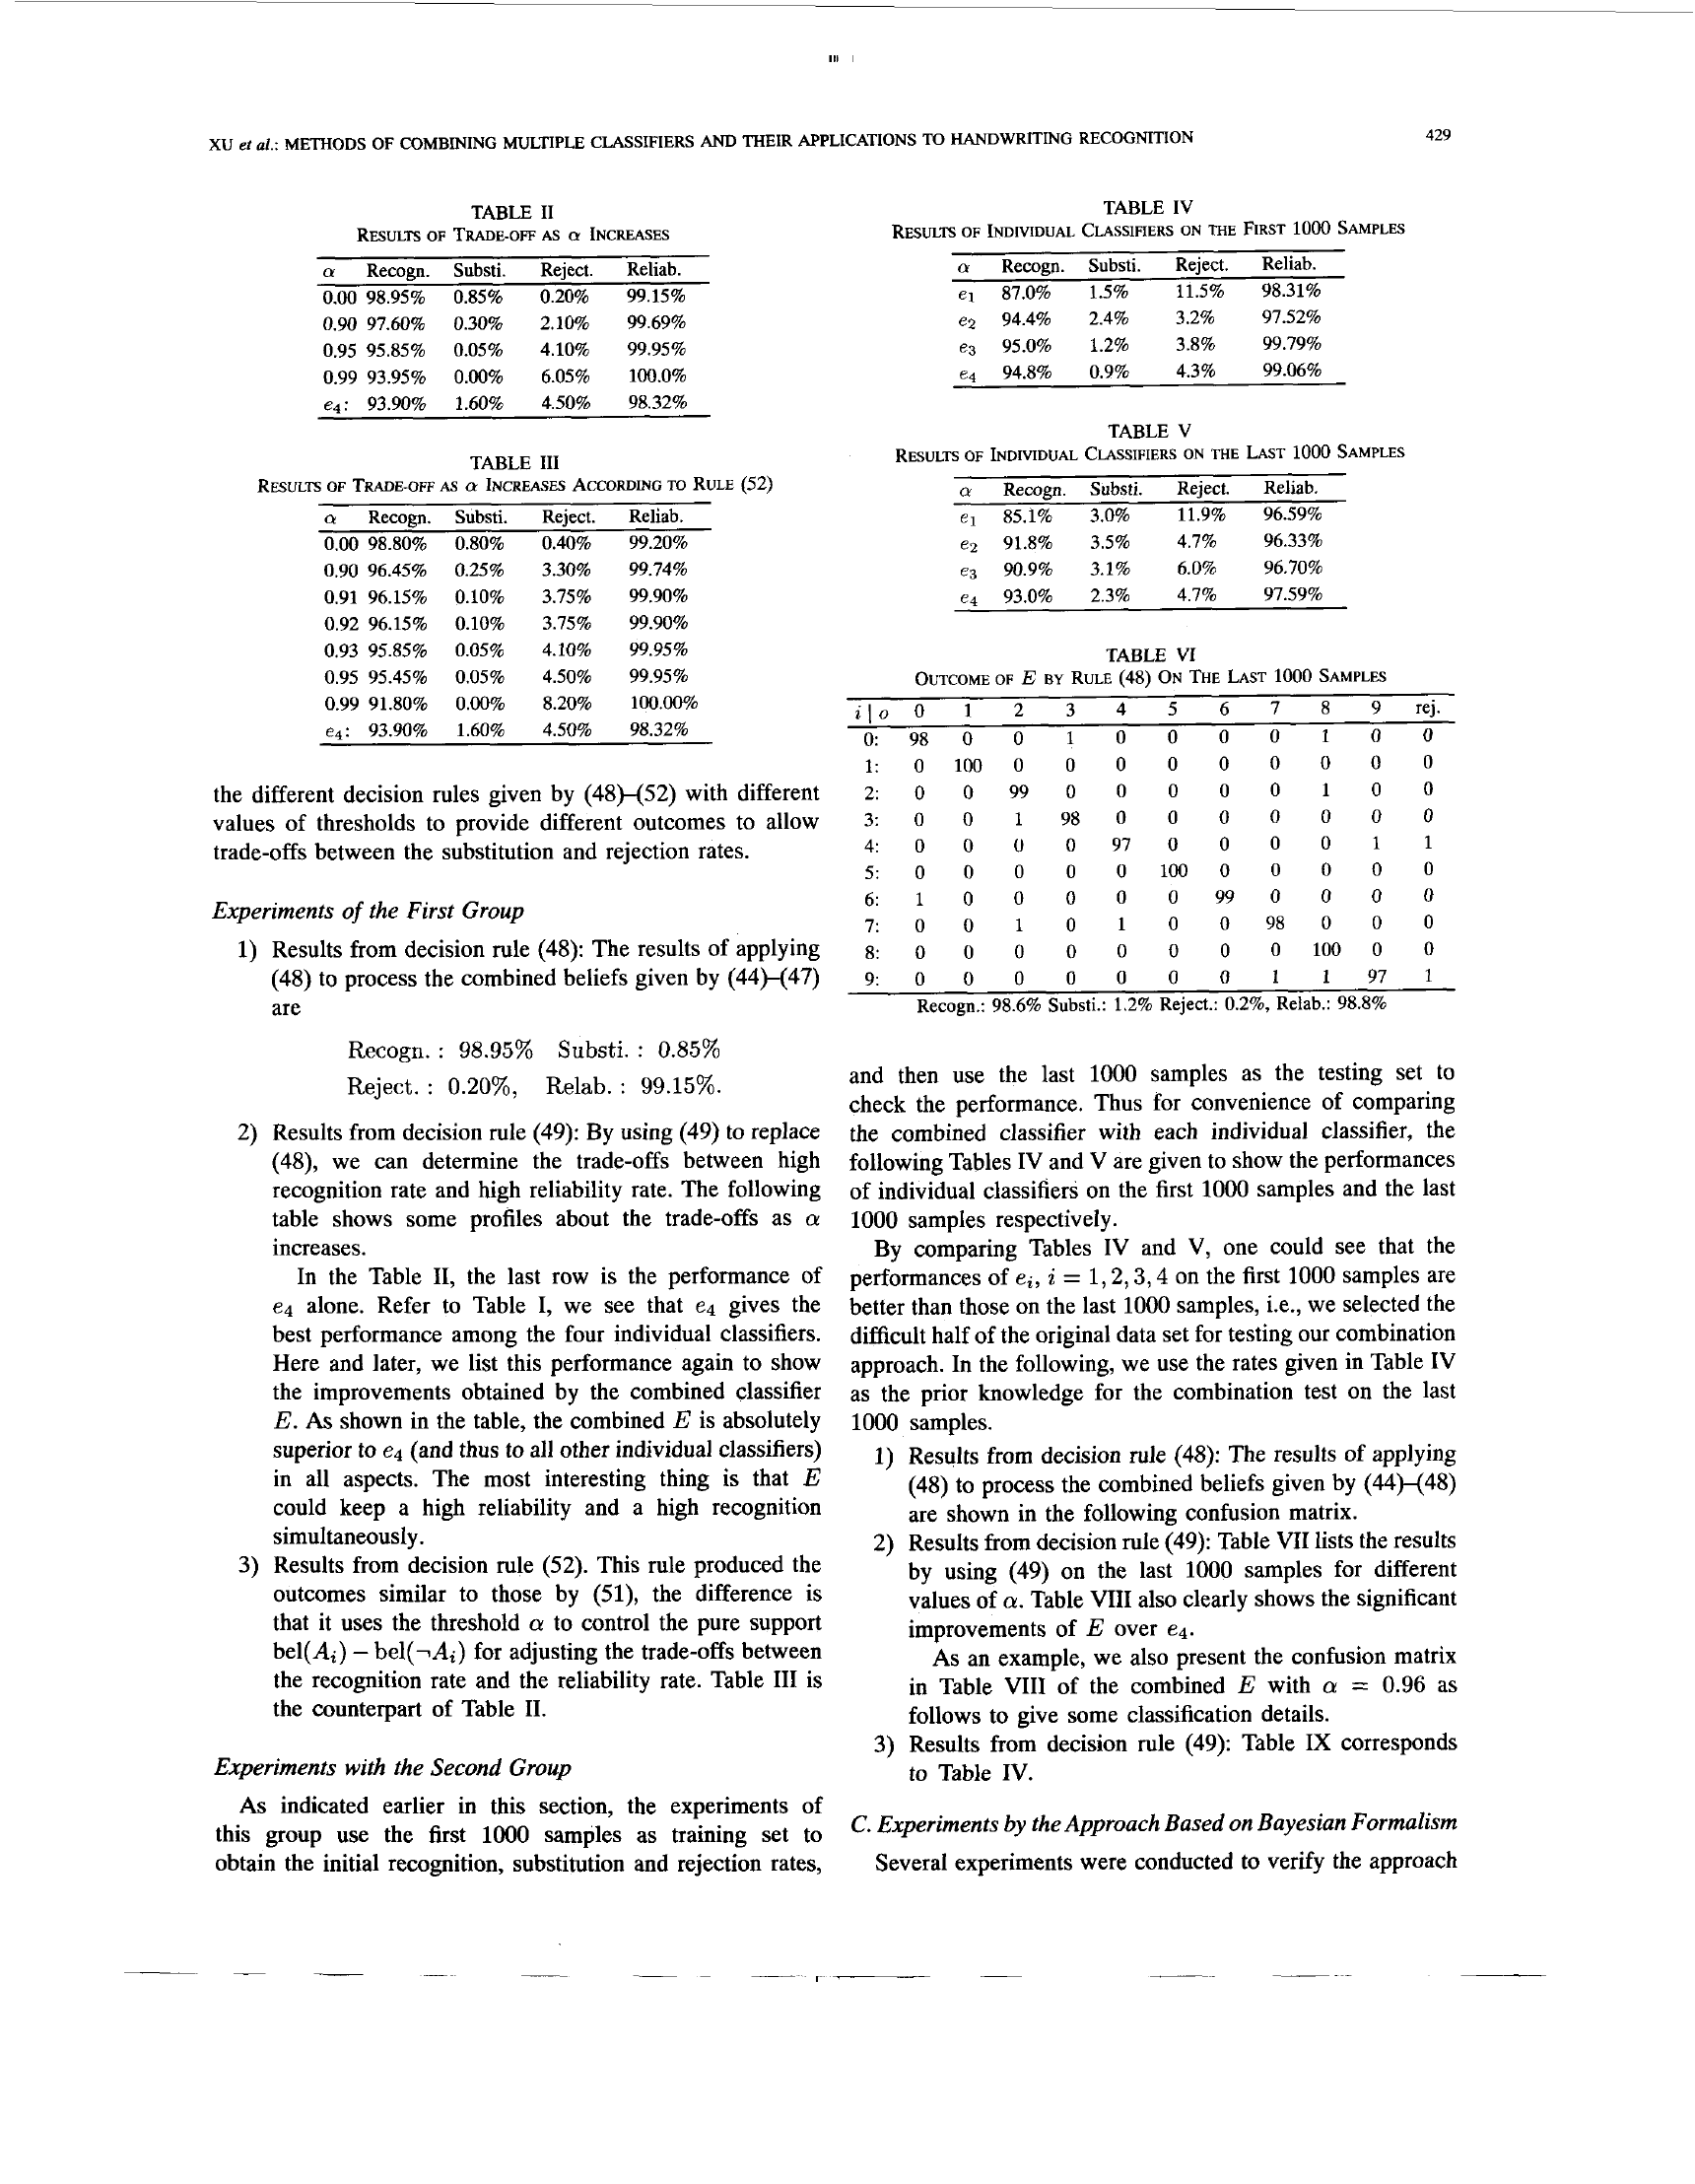 XU et al.: METHODS OF COMBINING MULTIPLE CLASSIFIERS AND THEIR APPLICATIONS TO HANDWRITING RECOGNITION 429
TABLE II
RESULTS OF TRADE-OFF AS α INCREASES
α Recogn. Substi. Reject. Reliab.
0.00 98.95% 0.85% 0.20% 99.15%
0.90 97.60% 0.30% 2.10% 99.69%
0.95 95.85% 0.05% 4.10% 99.95%
0.99 93.95% 0.00% 6.05% 100.0%
e4: 93.90% 1.60% 4.50% 98.32%
TABLE III
RESULTS OF TRADE-OFF AS α INCREASES ACCORDING TO RULE (52)
α Recogn. Substi. Reject. Reliab.
0.00 98.80% 0.80% 0.40% 99.20%
0.90 96.45% 0.25% 3.30% 99.74%
0.91 96.15% 0.10% 3.75% 99.90%
0.92 96.15% 0.10% 3.75% 99.90%
0.93 95.85% 0.05% 4.10% 99.95%
0.95 95.45% 0.05% 4.50% 99.95%
0.99 91.80% 0.00% 8.20% 100.00%
e4: 93.90% 1.60% 4.50% 98.32%
the different decision rules given by (48)–(52) with different
values of thresholds to provide different outcomes to allow
trade-offs between the substitution and rejection rates.
Experiments of the First Group
1) Results from decision rule (48): The results of applying
(48) to process the combined beliefs given by (44)–(47)
are
Recogn. : 98.95% Substi. : 0.85%
Reject. : 0.20%, Relab. : 99.15%.
2) Results from decision rule (49): By using (49) to replace
(48), we can determine the trade-offs between high
recognition rate and high reliability rate. The following
table shows some profiles about the trade-offs as α
increases.
In the Table II, the last row is the performance of
e4 alone. Refer to Table I, we see that e4 gives the
best performance among the four individual classifiers.
Here and later, we list this performance again to show
the improvements obtained by the combined classifier
E. As shown in the table, the combined E is absolutely
superior to e4 (and thus to all other individual classifiers)
in all aspects. The most interesting thing is that E
could keep a high reliability and a high recognition
simultaneously.
3) Results from decision rule (52). This rule produced the
outcomes similar to those by (51), the difference is
that it uses the threshold α to control the pure support
bel(Ai) – bel(¬Ai) for adjusting the trade-offs between
the recognition rate and the reliability rate. Table III is
the counterpart of Table II.
Experiments with the Second Group
As indicated earlier in this section, the experiments of
this group use the first 1000 samples as training set to
obtain the initial recognition, substitution and rejection rates,
TABLE IV
RESULTS OF INDIVIDUAL CLASSIFIERS ON THE FIRST 1000 SAMPLES
α Recogn. Substi. Reject. Reliab.
e1 87.0% 1.5% 11.5% 98.31%
e2 94.4% 2.4% 3.2% 97.52%
e3 95.0% 1.2% 3.8% 99.79%
e4 94.8% 0.9% 4.3% 99.06%
TABLE V
RESULTS OF INDIVIDUAL CLASSIFIERS ON THE LAST 1000 SAMPLES
α Recogn. Substi. Reject. Reliab.
e1 85.1% 3.0% 11.9% 96.59%
e2 91.8% 3.5% 4.7% 96.33%
e3 90.9% 3.1% 6.0% 96.70%
e4 93.0% 2.3% 4.7% 97.59%
TABLE VI
OUTCOME OF E BY RULE (48) ON THE LAST 1000 SAMPLES
i | o 0 1 2 3 4 5 6 7 8 9 rej.
0: 98 0 0 1 0 0 0 0 1 0 0
1: 0 100 0 0 0 0 0 0 0 0 0
2: 0 0 99 0 0 0 0 0 1 0 0
3: 0 0 1 98 0 0 0 0 0 0 0
4: 0 0 0 0 97 0 0 0 0 1 1
5: 0 0 0 0 0 100 0 0 0 0 0
6: 1 0 0 0 0 0 99 0 0 0 0
7: 0 0 1 0 1 0 0 98 0 0 0
8: 0 0 0 0 0 0 0 0 100 0 0
9: 0 0 0 0 0 0 0 1 1 97 1
Recogn.: 98.6% Substi.: 1.2% Reject.: 0.2%, Relab.: 98.8%
and then use the last 1000 samples as the testing set to
check the performance. Thus for convenience of comparing
the combined classifier with each individual classifier, the
following Tables IV and V are given to show the performances
of individual classifiers on the first 1000 samples and the last
1000 samples respectively.
By comparing Tables IV and V, one could see that the
performances of ei, i = 1, 2, 3, 4 on the first 1000 samples are
better than those on the last 1000 samples, i.e., we selected the
difficult half of the original data set for testing our combination
approach. In the following, we use the rates given in Table IV
as the prior knowledge for the combination test on the last
1000 samples.
1) Results from decision rule (48): The results of applying
(48) to process the combined beliefs given by (44)–(48)
are shown in the following confusion matrix.
2) Results from decision rule (49): Table VII lists the results
by using (49) on the last 1000 samples for different
values of α. Table VIII also clearly shows the significant
improvements of E over e4.
As an example, we also present the confusion matrix
in Table VIII of the combined E with α = 0.96 as
follows to give some classification details.
3) Results from decision rule (49): Table IX corresponds
to Table IV.
C. Experiments by the Approach Based on Bayesian Formalism
Several experiments were conducted to verify the approach